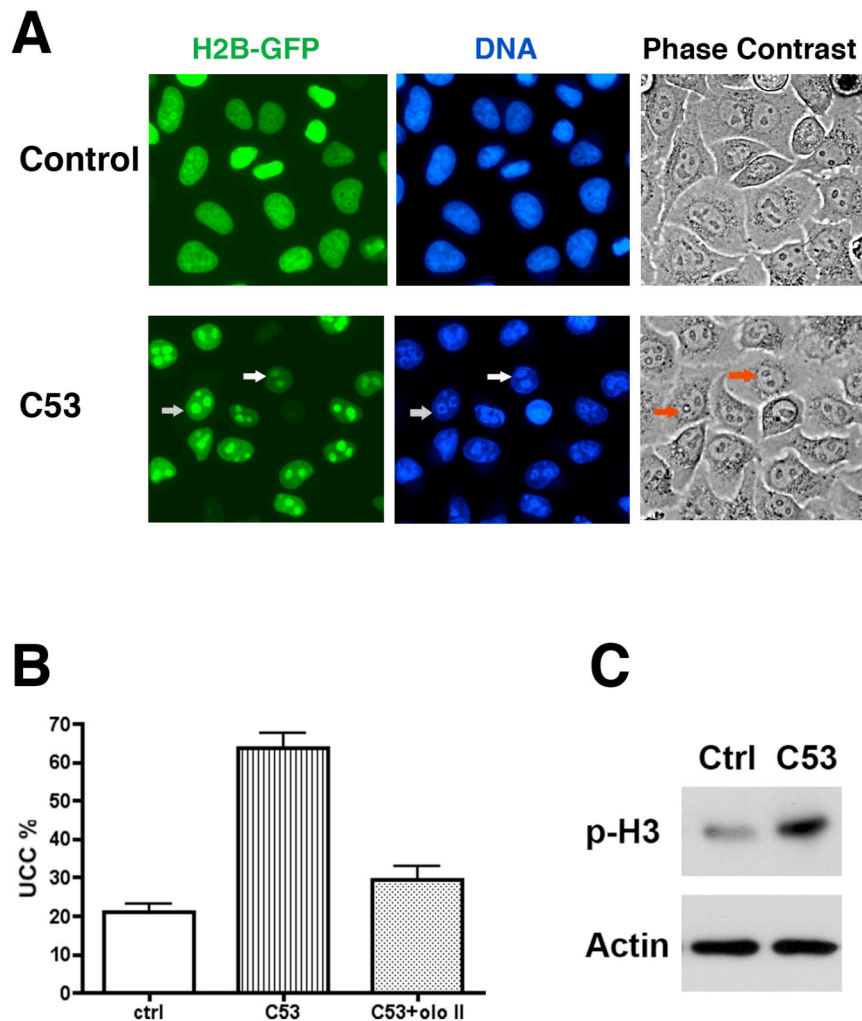 A
H2B-GFP DNA Phase Contrast
Control
C53
B
C
70
60
50
40
30
20
10
0
UCC %
ctrl C53 C53+olo II
Ctrl C53
p-H3
Actin